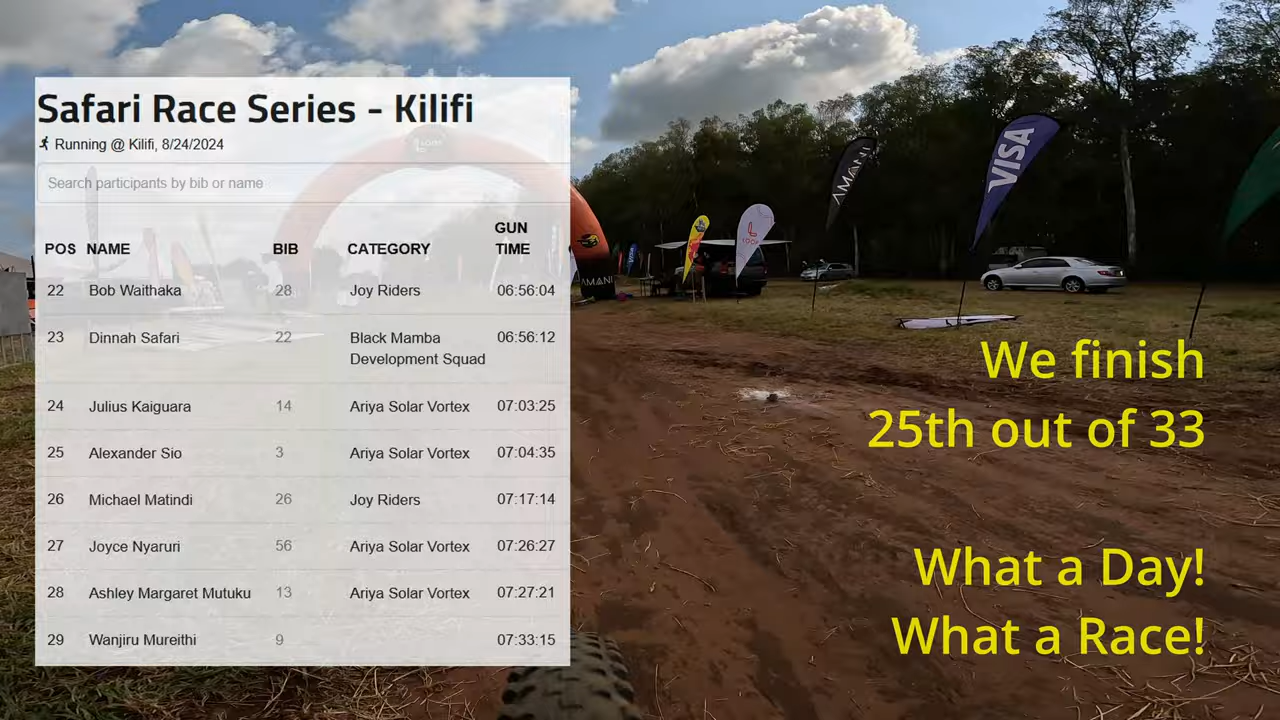 Safari Race Series - Kilifi
Running @ Kilifi, 8/24/2024
Search participants by bib or name
POS NAME BIB CATEGORY GUN TIME
22 Bob Waithaka 28 Joy Riders 06:56:04
23 Dinnah Safari 22 Black Mamba Development Squad 06:56:12
24 Julius Kaiguara 14 Ariya Solar Vortex 07:03:25
25 Alexander Sio 3 Ariya Solar Vortex 07:04:35
26 Michael Matindi 26 Joy Riders 07:17:14
27 Joyce Nyaruri 56 Ariya Solar Vortex 07:26:27
28 Ashley Margaret Mutuku 13 Ariya Solar Vortex 07:27:21
29 Wanjiru Mureithi 9 07:33:15
AMANI
VISA
LOOP
AMANI
We finish
25th out of 33
What a Day!
What a Race!